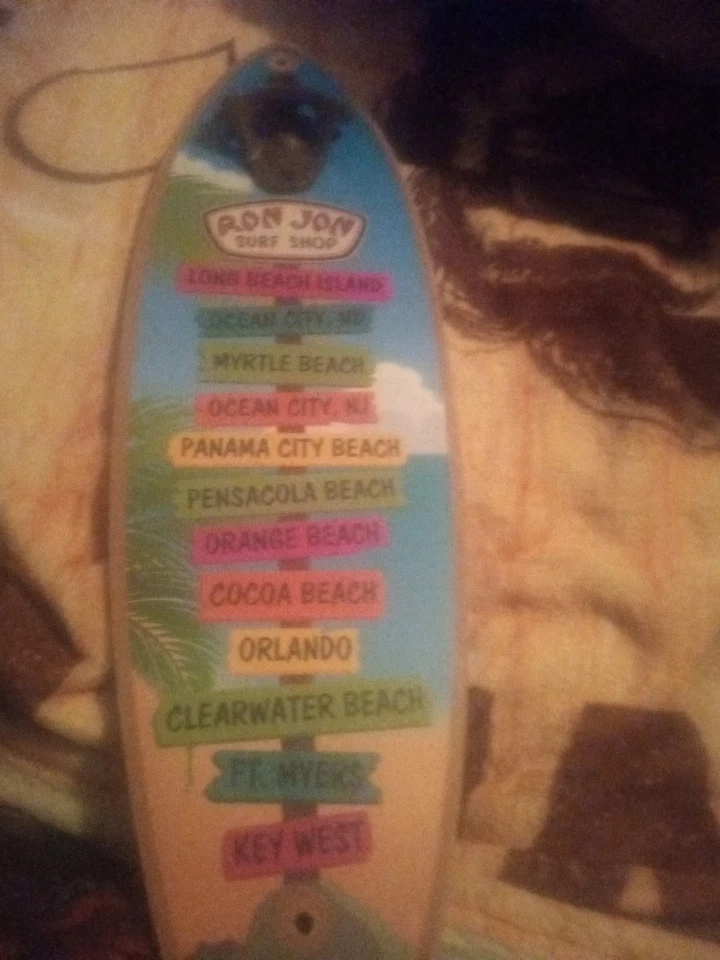 RON JON
SURF SHOP
LONG BEACH ISLAND
OCEAN CITY, MD
MYRTLE BEACH
OCEAN CITY, NJ
PANAMA CITY BEACH
PENSACOLA BEACH
ORANGE BEACH
COCOA BEACH
ORLANDO
CLEARWATER BEACH
FT. MYERS
KEY WEST